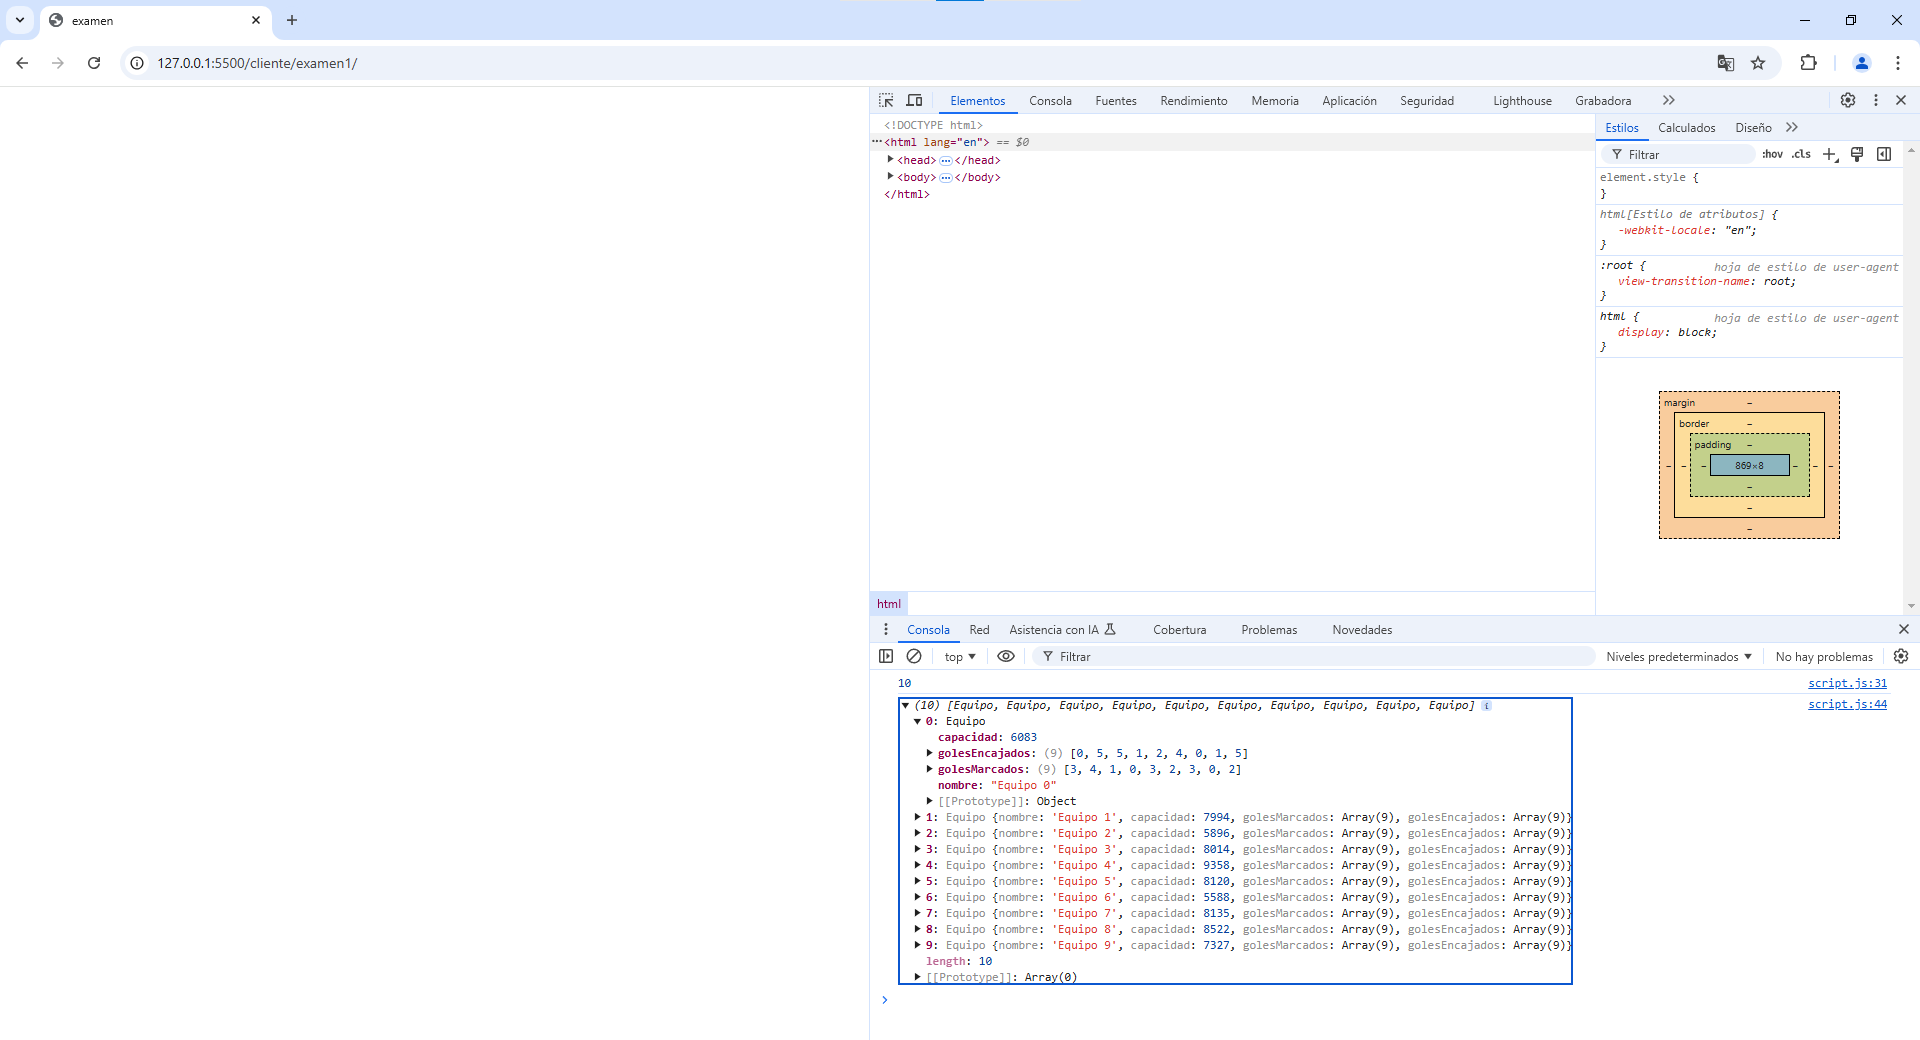 examen
127.0.0.1:5500/cliente/examen1/
Elementos Consola Fuentes Rendimiento Memoria Aplicación Seguridad Lighthouse Grabadora
<!DOCTYPE html>
<html lang="en"> == $0
<head> ⋯ </head>
<body> ⋯ </body>
</html>
html
Estilos Calculados Diseño
Filtrar :hov .cls
element.style {
}
html[Estilo de atributos] {
-webkit-locale: "en";
}
:root { hoja de estilo de user-agent
view-transition-name: root;
}
html { hoja de estilo de user-agent
display: block;
}
margin –
border –
padding –
– – – 869×8 – – –
–
–
–
Consola Red Asistencia con IA Cobertura Problemas Novedades
top Filtrar Niveles predeterminados No hay problemas
10 script.js:31
(10) [Equipo, Equipo, Equipo, Equipo, Equipo, Equipo, Equipo, Equipo, Equipo, Equipo] i script.js:44
0: Equipo
capacidad: 6083
golesEncajados: (9) [0, 5, 5, 1, 2, 4, 0, 1, 5]
golesMarcados: (9) [3, 4, 1, 0, 3, 2, 3, 0, 2]
nombre: "Equipo 0"
[[Prototype]]: Object
1: Equipo {nombre: 'Equipo 1', capacidad: 7994, golesMarcados: Array(9), golesEncajados: Array(9)}
2: Equipo {nombre: 'Equipo 2', capacidad: 5896, golesMarcados: Array(9), golesEncajados: Array(9)}
3: Equipo {nombre: 'Equipo 3', capacidad: 8014, golesMarcados: Array(9), golesEncajados: Array(9)}
4: Equipo {nombre: 'Equipo 4', capacidad: 9358, golesMarcados: Array(9), golesEncajados: Array(9)}
5: Equipo {nombre: 'Equipo 5', capacidad: 8120, golesMarcados: Array(9), golesEncajados: Array(9)}
6: Equipo {nombre: 'Equipo 6', capacidad: 5588, golesMarcados: Array(9), golesEncajados: Array(9)}
7: Equipo {nombre: 'Equipo 7', capacidad: 8135, golesMarcados: Array(9), golesEncajados: Array(9)}
8: Equipo {nombre: 'Equipo 8', capacidad: 8522, golesMarcados: Array(9), golesEncajados: Array(9)}
9: Equipo {nombre: 'Equipo 9', capacidad: 7327, golesMarcados: Array(9), golesEncajados: Array(9)}
length: 10
[[Prototype]]: Array(0)